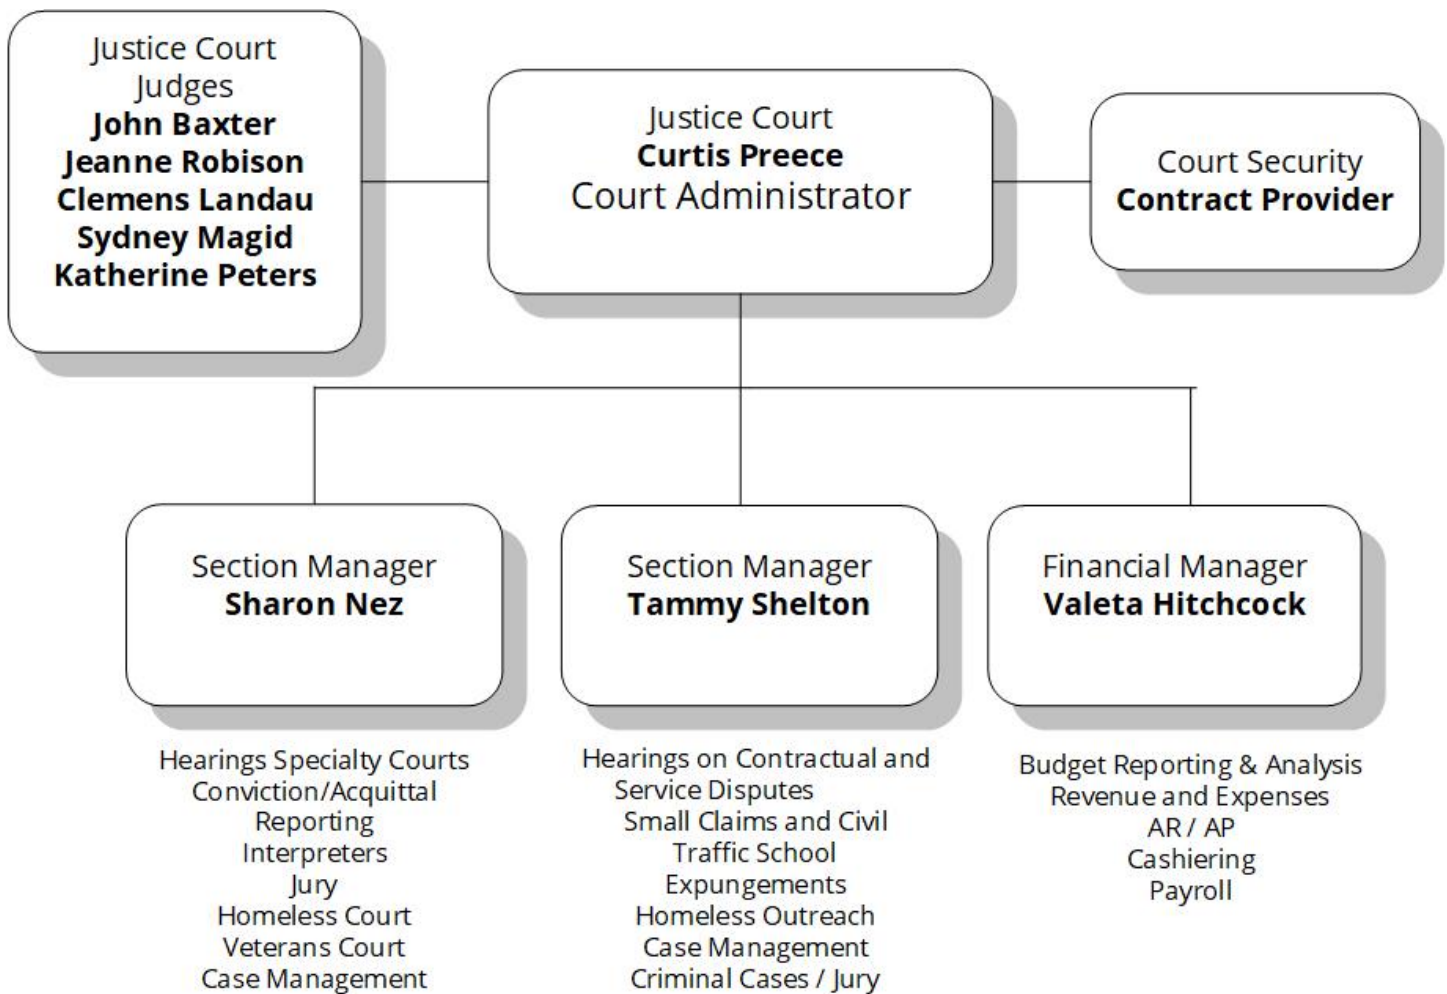 Justice Court
Judges
John Baxter
Jeanne Robison
Clemens Landau
Sydney Magid
Katherine Peters
Justice Court
Curtis Preece
Court Administrator
Court Security
Contract Provider
Section Manager
Sharon Nez
Hearings Specialty Courts
Conviction/Acquittal
Reporting
Interpreters
Jury
Homeless Court
Veterans Court
Case Management
Section Manager
Tammy Shelton
Hearings on Contractual and
Service Disputes
Small Claims and Civil
Traffic School
Expungements
Homeless Outreach
Case Management
Criminal Cases / Jury
Financial Manager
Valeta Hitchcock
Budget Reporting & Analysis
Revenue and Expenses
AR / AP
Cashiering
Payroll